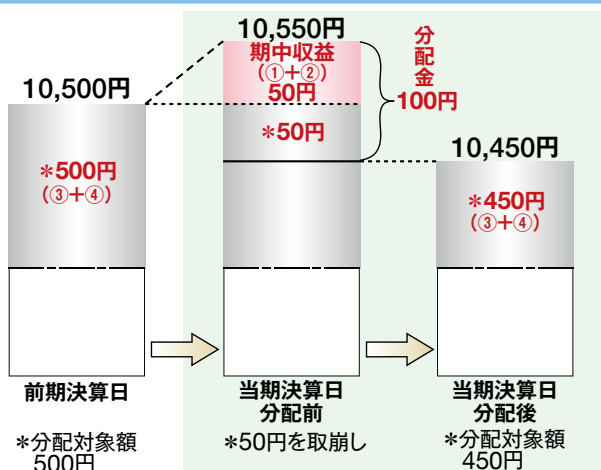 10,500円
*500円
(③+④)
前期決算日
*分配対象額
500円
10,550円
期中収益
(①+②)
50円
*50円
分配金
100円
当期決算日
分配前
*50円を取崩し
10,450円
*450円
(③+④)
当期決算日
分配後
*分配対象額
450円